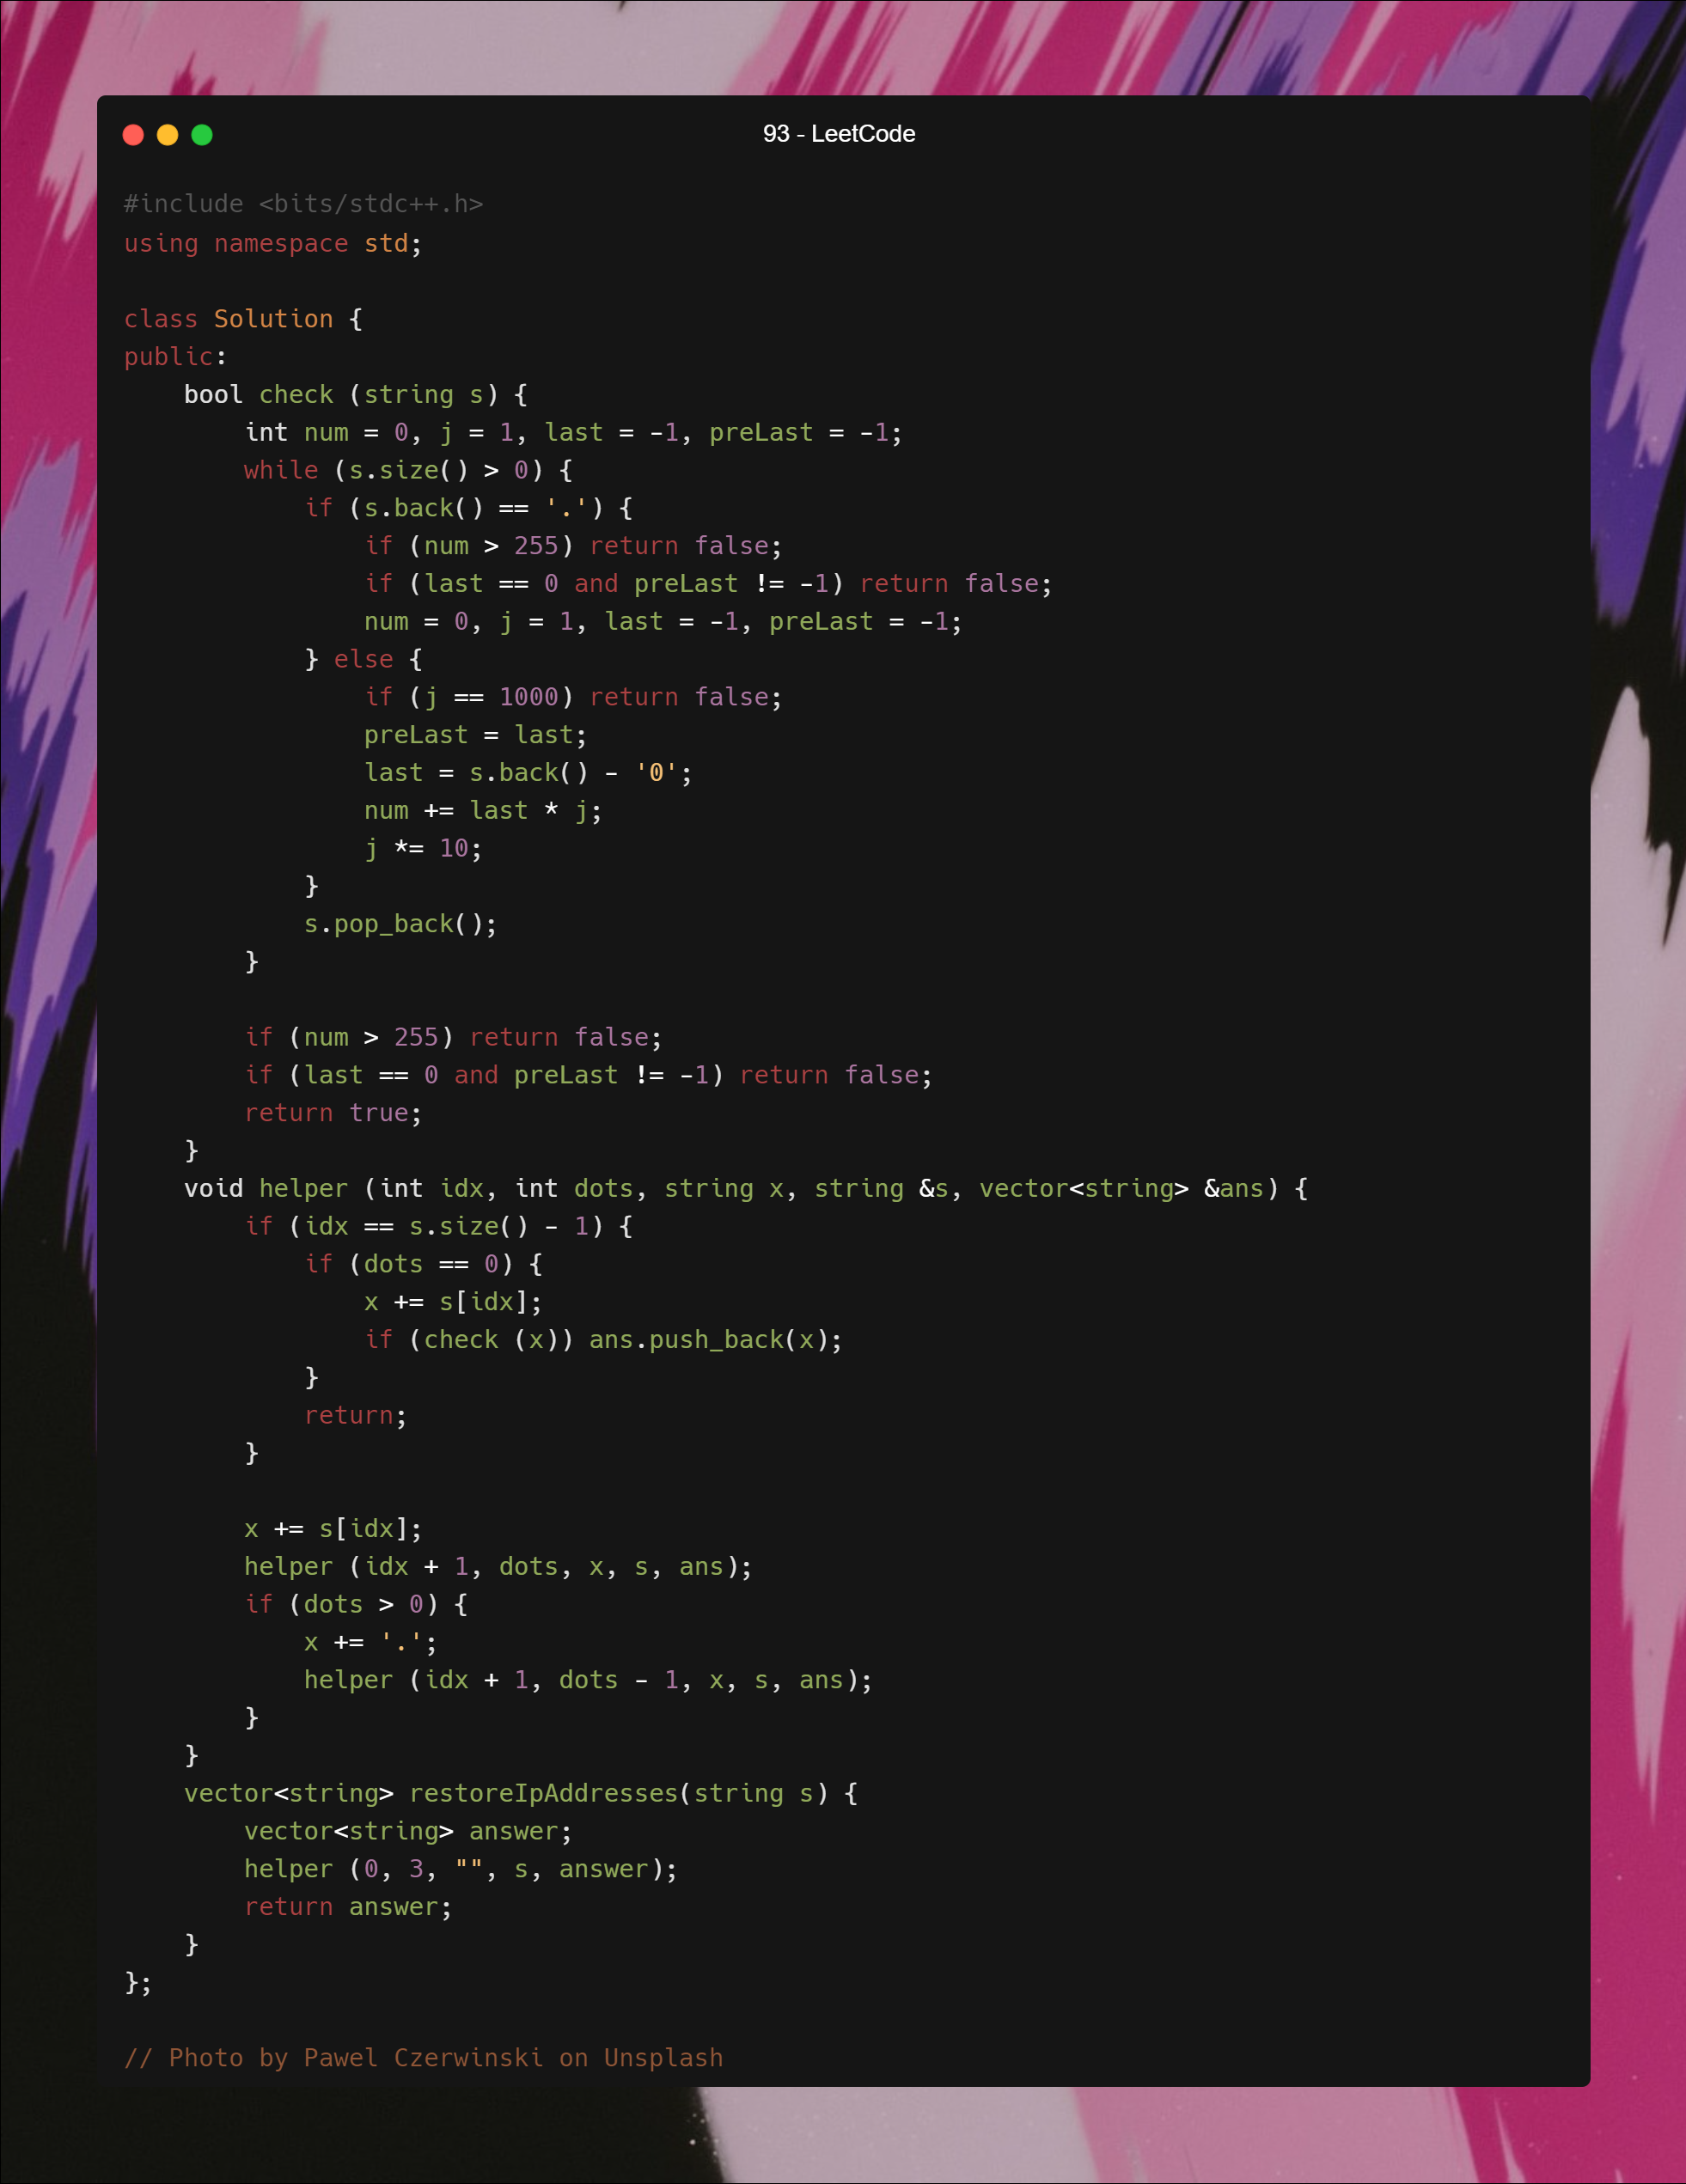 93 - LeetCode
#include <bits/stdc++.h>
using namespace std;

class Solution {
public:
    bool check (string s) {
        int num = 0, j = 1, last = -1, preLast = -1;
        while (s.size() > 0) {
            if (s.back() == '.') {
                if (num > 255) return false;
                if (last == 0 and preLast != -1) return false;
                num = 0, j = 1, last = -1, preLast = -1;
            } else {
                if (j == 1000) return false;
                preLast = last;
                last = s.back() - '0';
                num += last * j;
                j *= 10;
            }
            s.pop_back();
        }

        if (num > 255) return false;
        if (last == 0 and preLast != -1) return false;
        return true;
    }
    void helper (int idx, int dots, string x, string &s, vector<string> &ans) {
        if (idx == s.size() - 1) {
            if (dots == 0) {
                x += s[idx];
                if (check (x)) ans.push_back(x);
            }
            return;
        }

        x += s[idx];
        helper (idx + 1, dots, x, s, ans);
        if (dots > 0) {
            x += '.';
            helper (idx + 1, dots - 1, x, s, ans);
        }
    }
    vector<string> restoreIpAddresses(string s) {
        vector<string> answer;
        helper (0, 3, "", s, answer);
        return answer;
    }
};

// Photo by Pawel Czerwinski on Unsplash